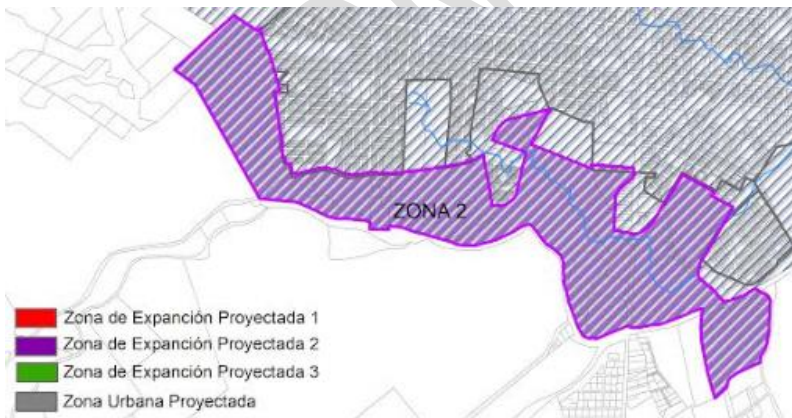 ZONA 2
Zona de Expanción Proyectada 1
Zona de Expanción Proyectada 2
Zona de Expanción Proyectada 3
Zona Urbana Proyectada